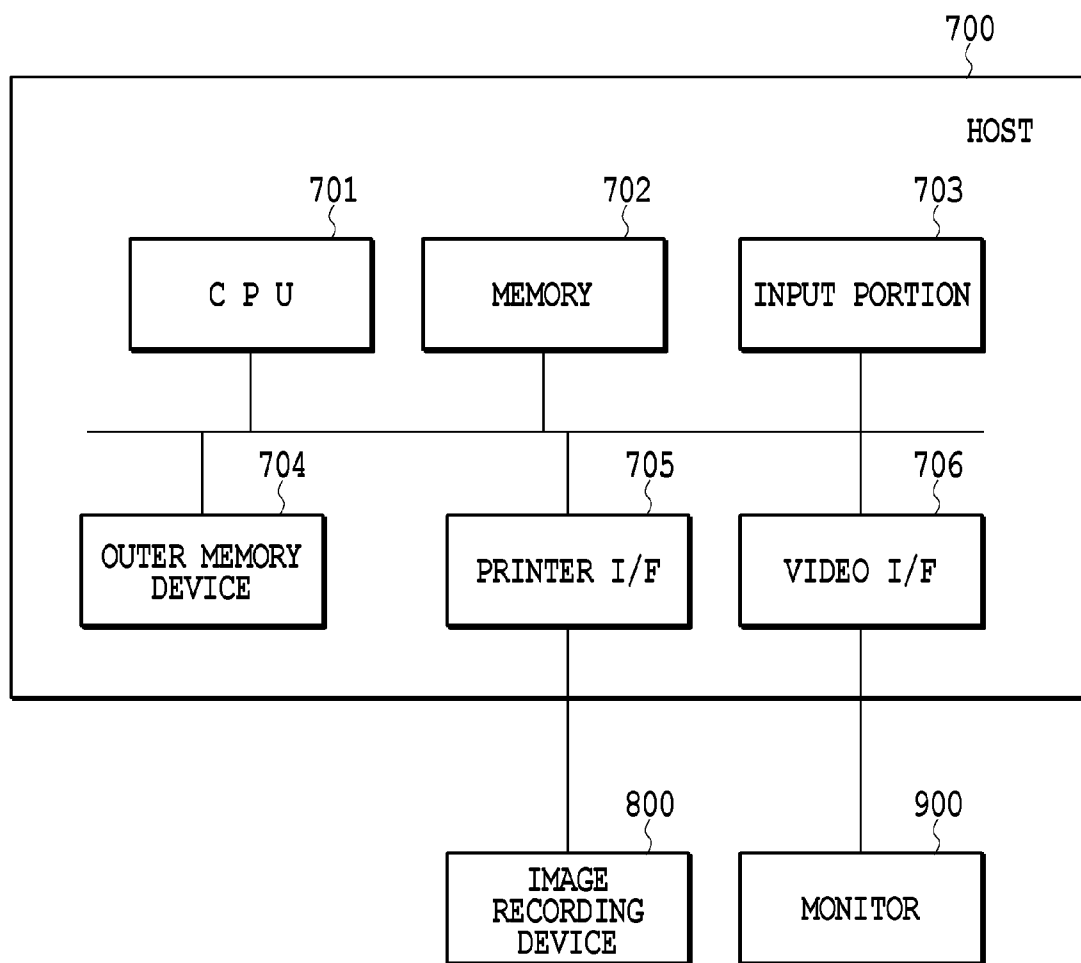 700
HOST
701
702
703
C P U
MEMORY
INPUT PORTION
704
705
706
OUTER MEMORY
DEVICE
PRINTER I/F
VIDEO I/F
800
900
IMAGE
RECORDING
DEVICE
MONITOR